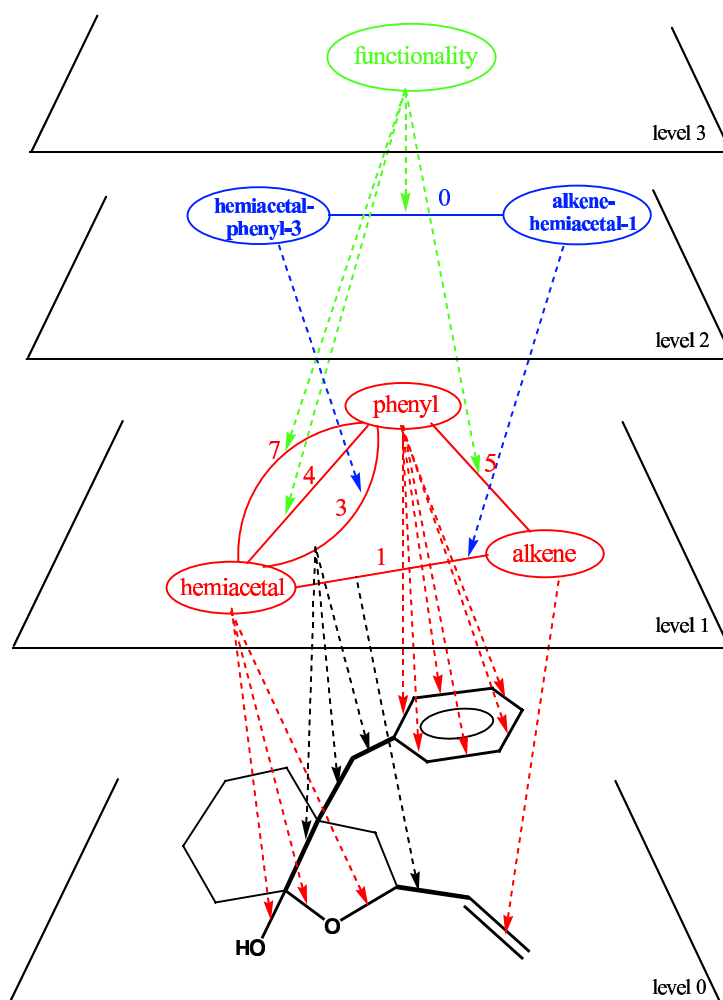 functionality
level 3
hemiacetal-
phenyl-3
0
alkene-
hemiacetal-1
level 2
phenyl
7
4
5
3
1
alkene
hemiacetal
level 1
O
HO
level 0